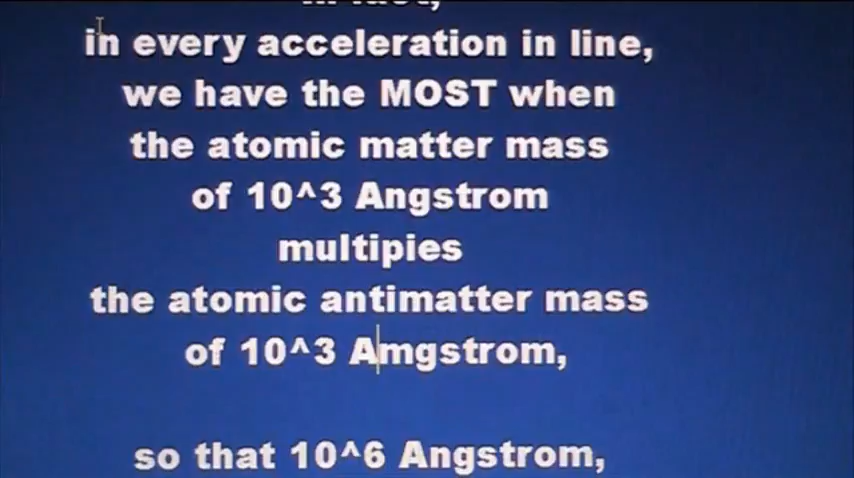 in every acceleration in line,
we have the MOST when
the atomic matter mass
of 10^3 Angstrom
multipies
the atomic antimatter mass
of 10^3 Amgstrom,
so that 10^6 Angstrom,